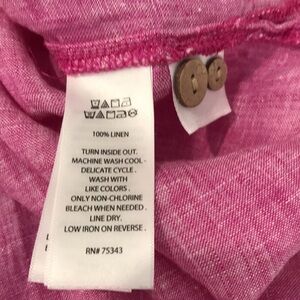 100% LINEN
TURN INSIDE OUT.
MACHINE WASH COOL -
DELICATE CYCLE .
WASH WITH
LIKE COLORS .
ONLY NON-CHLORINE
BLEACH WHEN NEEDED .
LINE DRY.
LOW IRON ON REVERSE .
RN# 75343